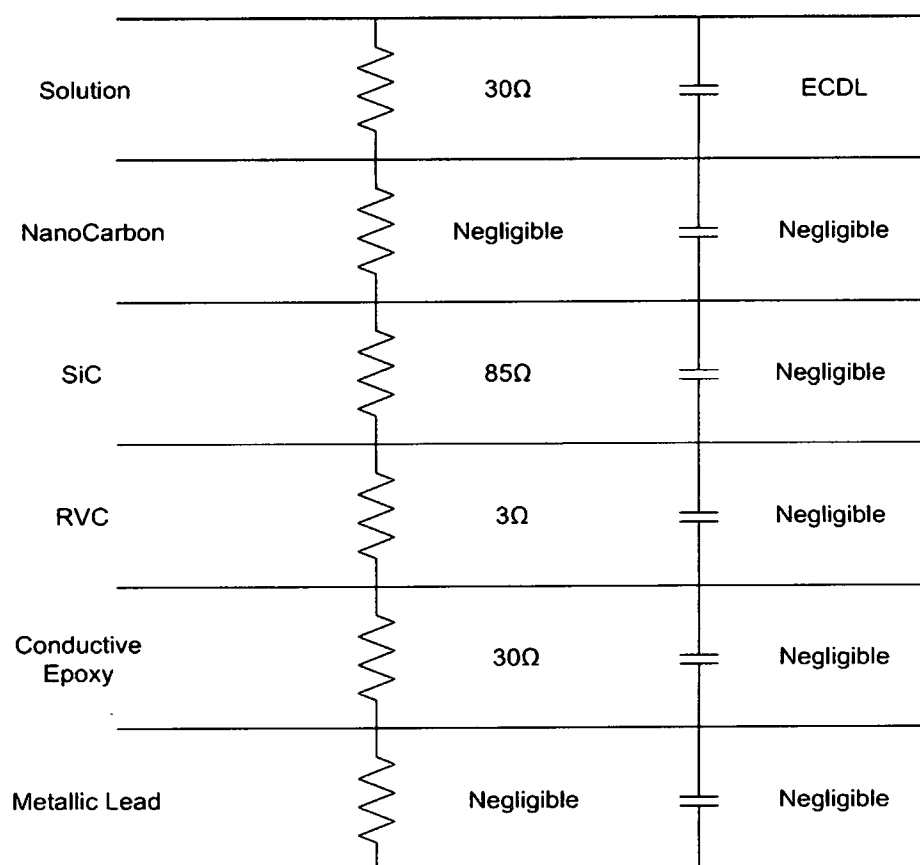 Solution 30Ω ECDL
NanoCarbon Negligible Negligible
SiC 85Ω Negligible
RVC 3Ω Negligible
Conductive
Epoxy 30Ω Negligible
Metallic Lead Negligible Negligible